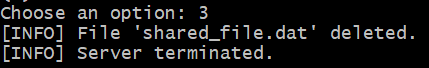 Choose an option: 3
[INFO] File 'shared_file.dat' deleted.
[INFO] Server terminated.